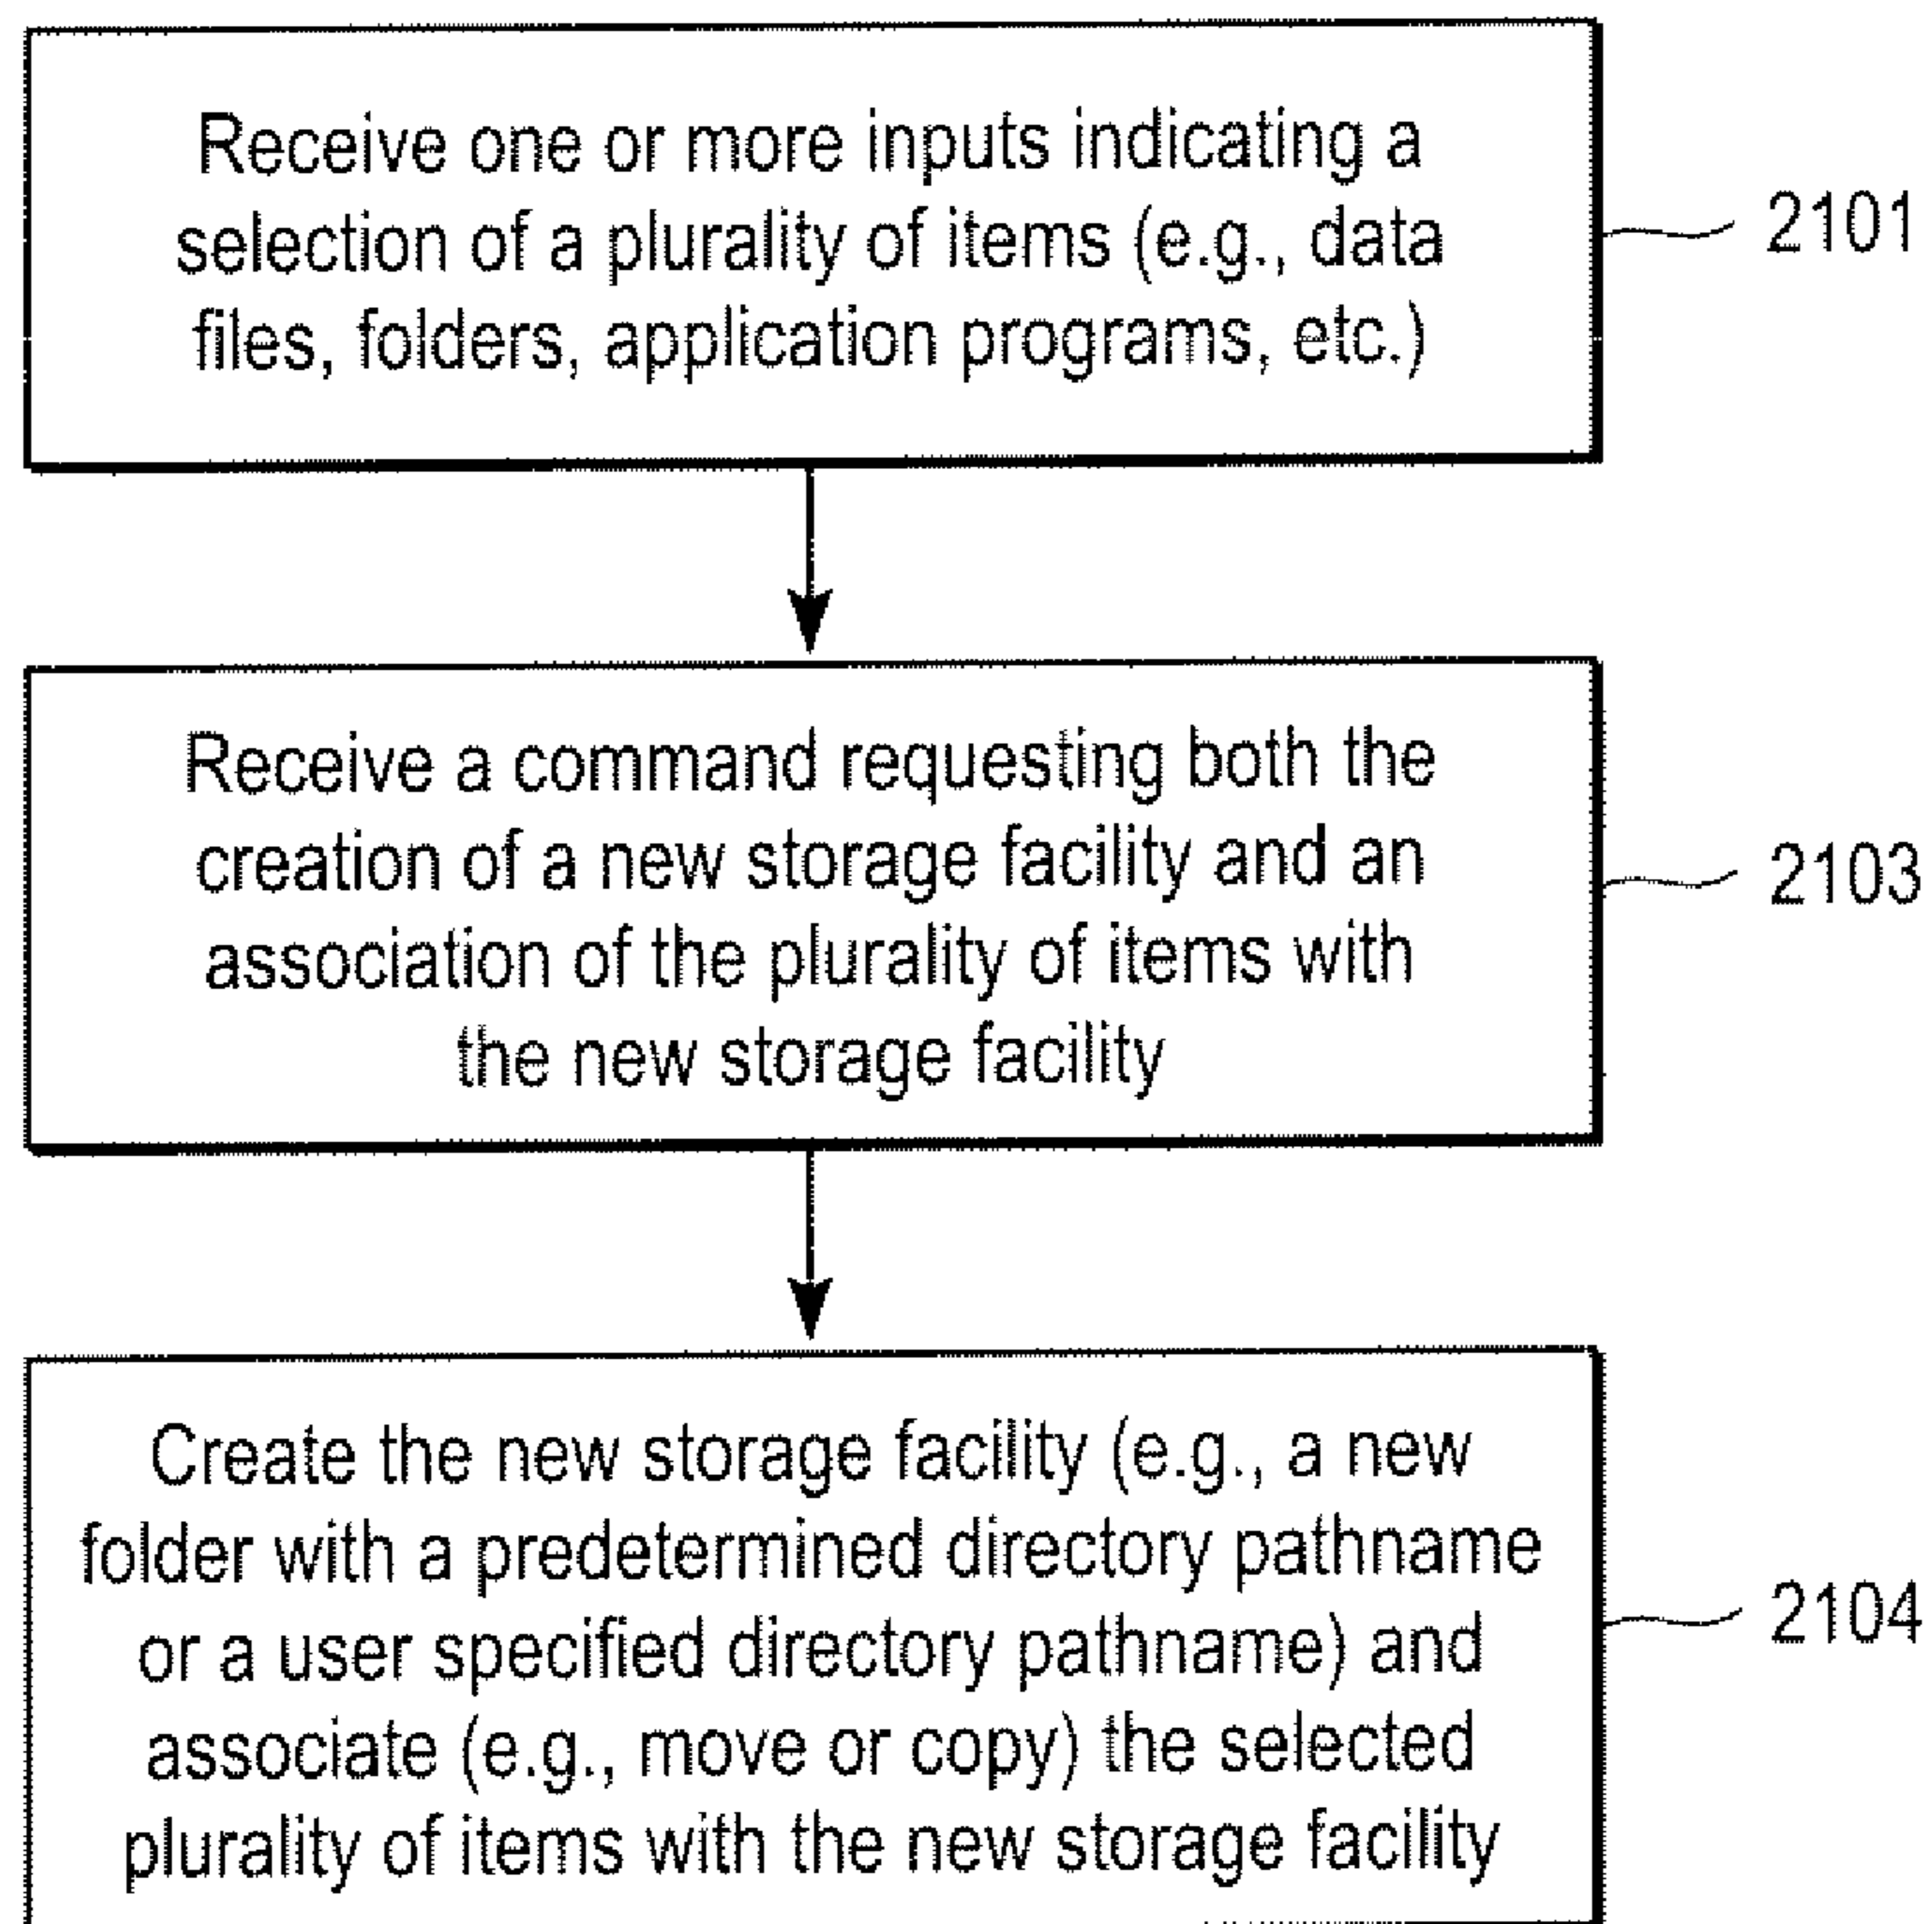 Receive one or more inputs indicating a
selection of a plurality of items (e.g., data
files, folders, application programs, etc.)
2101
Receive a command requesting both the
creation of a new storage facility and an
association of the plurality of items with
the new storage facility
2103
Create the new storage facility (e.g., a new
folder with a predetermined directory pathname
or a user specified directory pathname) and
associate (e.g., move or copy) the selected
plurality of items with the new storage facility
2104